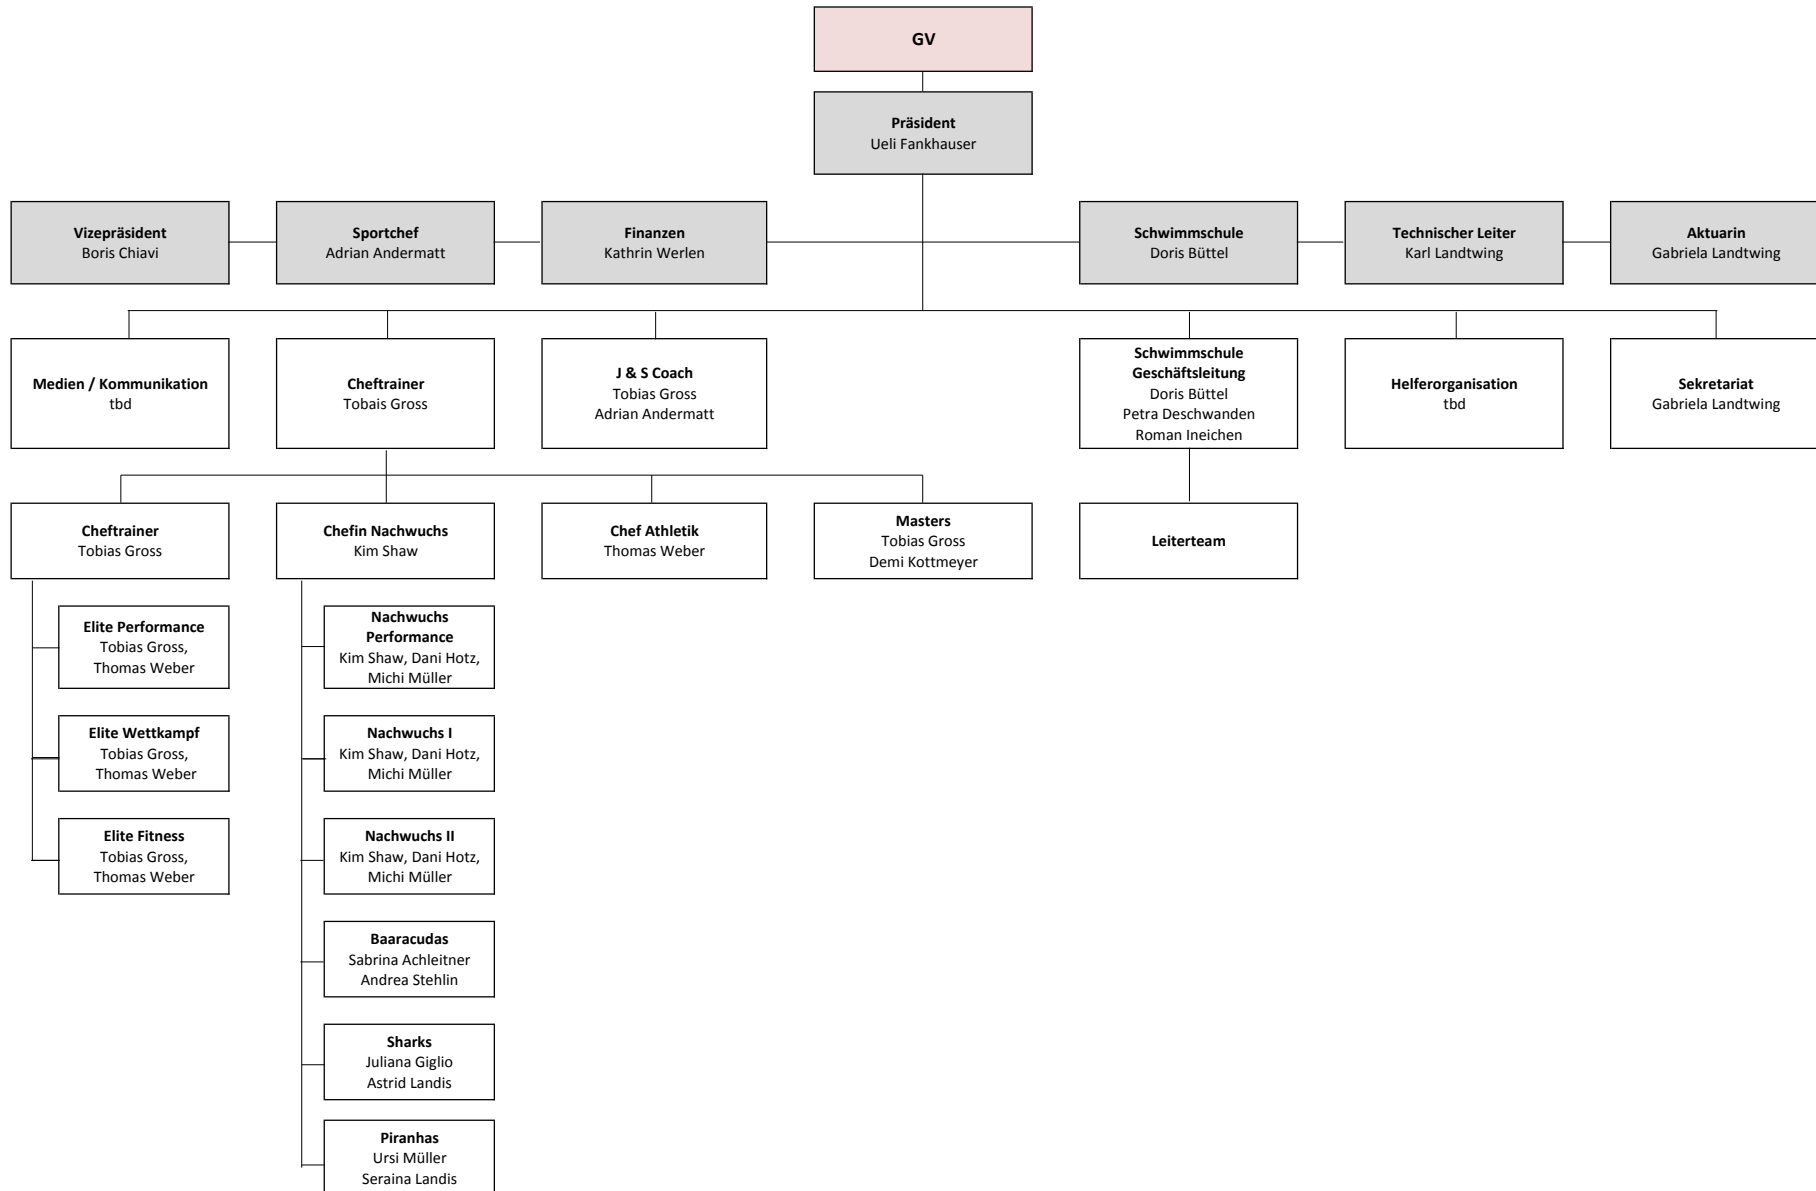 GV
Präsident
Ueli Fankhauser
Vizepräsident
Boris Chiavi
Sportchef
Adrian Andermatt
Finanzen
Kathrin Werlen
Schwimmschule
Doris Büttel
Technischer Leiter
Karl Landtwing
Aktuarin
Gabriela Landtwing
Medien / Kommunikation
tbd
Cheftrainer
Tobais Gross
J & S Coach
Tobias Gross
Adrian Andermatt
Schwimmschule
Geschäftsleitung
Doris Büttel
Petra Deschwanden
Roman Ineichen
Helferorganisation
tbd
Sekretariat
Gabriela Landtwing
Cheftrainer
Tobias Gross
Chefin Nachwuchs
Kim Shaw
Chef Athletik
Thomas Weber
Masters
Tobias Gross
Demi Kottmeyer
Leiterteam
Elite Performance
Tobias Gross,
Thomas Weber
Elite Wettkampf
Tobias Gross,
Thomas Weber
Elite Fitness
Tobias Gross,
Thomas Weber
Nachwuchs
Performance
Kim Shaw, Dani Hotz,
Michi Müller
Nachwuchs I
Kim Shaw, Dani Hotz,
Michi Müller
Nachwuchs II
Kim Shaw, Dani Hotz,
Michi Müller
Baaracudas
Sabrina Achleitner
Andrea Stehlin
Sharks
Juliana Giglio
Astrid Landis
Piranhas
Ursi Müller
Seraina Landis